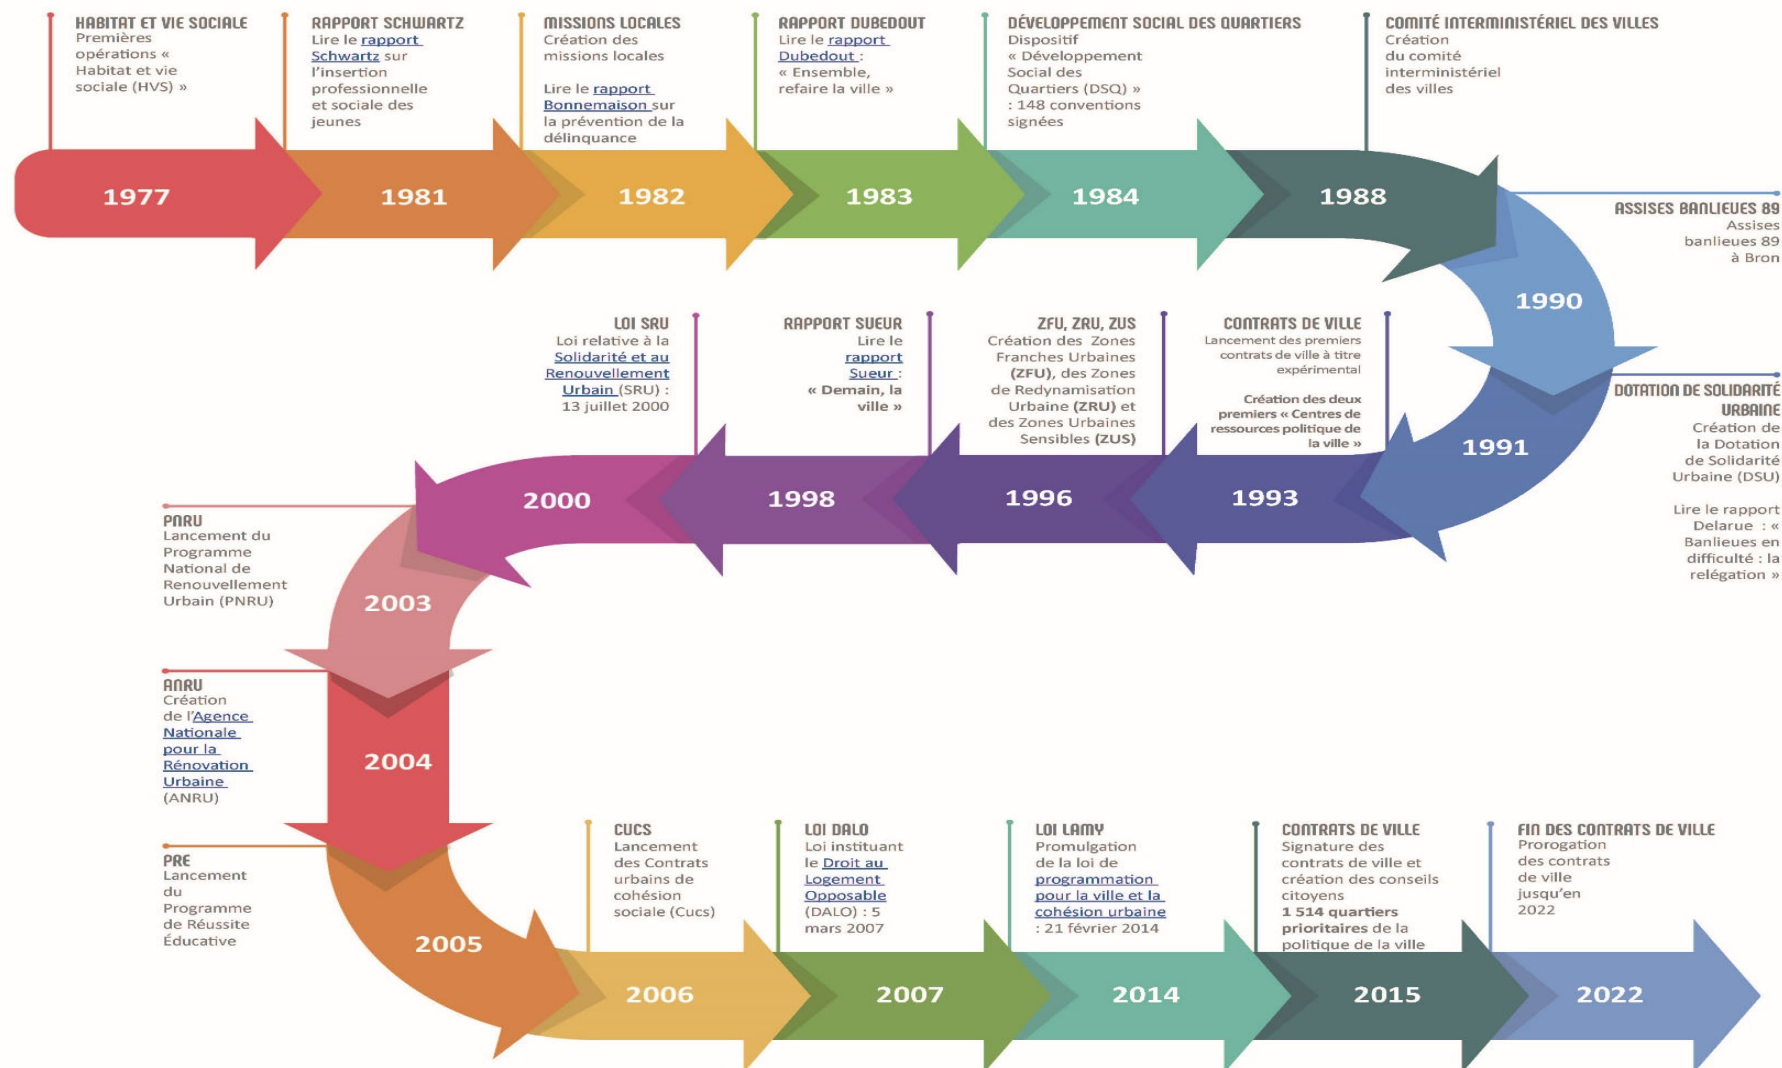 HABITAT ET VIE SOCIALE
Premières
opérations «
Habitat et vie
sociale (HVS) »
1977
RAPPORT SCHWARTZ
Lire le rapport
Schwartz sur
l'insertion
professionnelle
et sociale des
jeunes
1981
MISSIONS LOCALES
Création des
missions locales
Lire le rapport
Bonnemaison sur
la prévention de la
délinquance
1982
RAPPORT DUBEDOUT
Lire le rapport
Dubedout :
« Ensemble,
refaire la ville »
1983
DÉVELOPPEMENT SOCIAL DES QUARTIERS
Dispositif
« Développement
Social des
Quartiers (DSQ) »
: 148 conventions
signées
1984
COMITÉ INTERMINISTÉRIEL DES VILLES
Création
du comité
interministériel
des villes
1988
ASSISES BANLIEUES 89
Assises
banlieues 89
à Bron
1990
DOTATION DE SOLIDARITÉ
URBAINE
Création de
la Dotation
de Solidarité
Urbaine (DSU)
Lire le rapport
Delarue : «
Banlieues en
difficulté : la
relégation »
1991
CONTRATS DE VILLE
Lancement des premiers
contrats de ville à titre
expérimental
Création des deux
premiers « Centres de
ressources politique de
la ville »
1993
ZFU, ZRU, ZUS
Création des Zones
Franches Urbaines
(ZFU), des Zones
de Redynamisation
Urbaine (ZRU) et
des Zones Urbaines
Sensibles (ZUS)
1996
RAPPORT SUEUR
Lire le
rapport
Sueur :
« Demain, la
ville »
1998
LOI SRU
Loi relative à la
Solidarité et au
Renouvellement
Urbain (SRU) :
13 juillet 2000
2000
PNRU
Lancement du
Programme
National de
Renouvellement
Urbain (PNRU)
2003
ANRU
Création
de l'Agence
Nationale
pour la
Rénovation
Urbaine
(ANRU)
2004
PRE
Lancement
du
Programme
de Réussite
Éducative
2005
CUCS
Lancement
des Contrats
urbains de
cohésion
sociale (Cucs)
2006
LOI DALO
Loi instituant
le Droit au
Logement
Opposable
(DALO) : 5
mars 2007
2007
LOI LAMY
Promulgation
de la loi de
programmation
pour la ville et la
cohésion urbaine
: 21 février 2014
2014
CONTRATS DE VILLE
Signature des
contrats de ville et
création des conseils
citoyens
1 514 quartiers
prioritaires de la
politique de la ville
2015
FIN DES CONTRATS DE VILLE
Prorogation
des contrats
de ville
jusqu'en
2022
2022